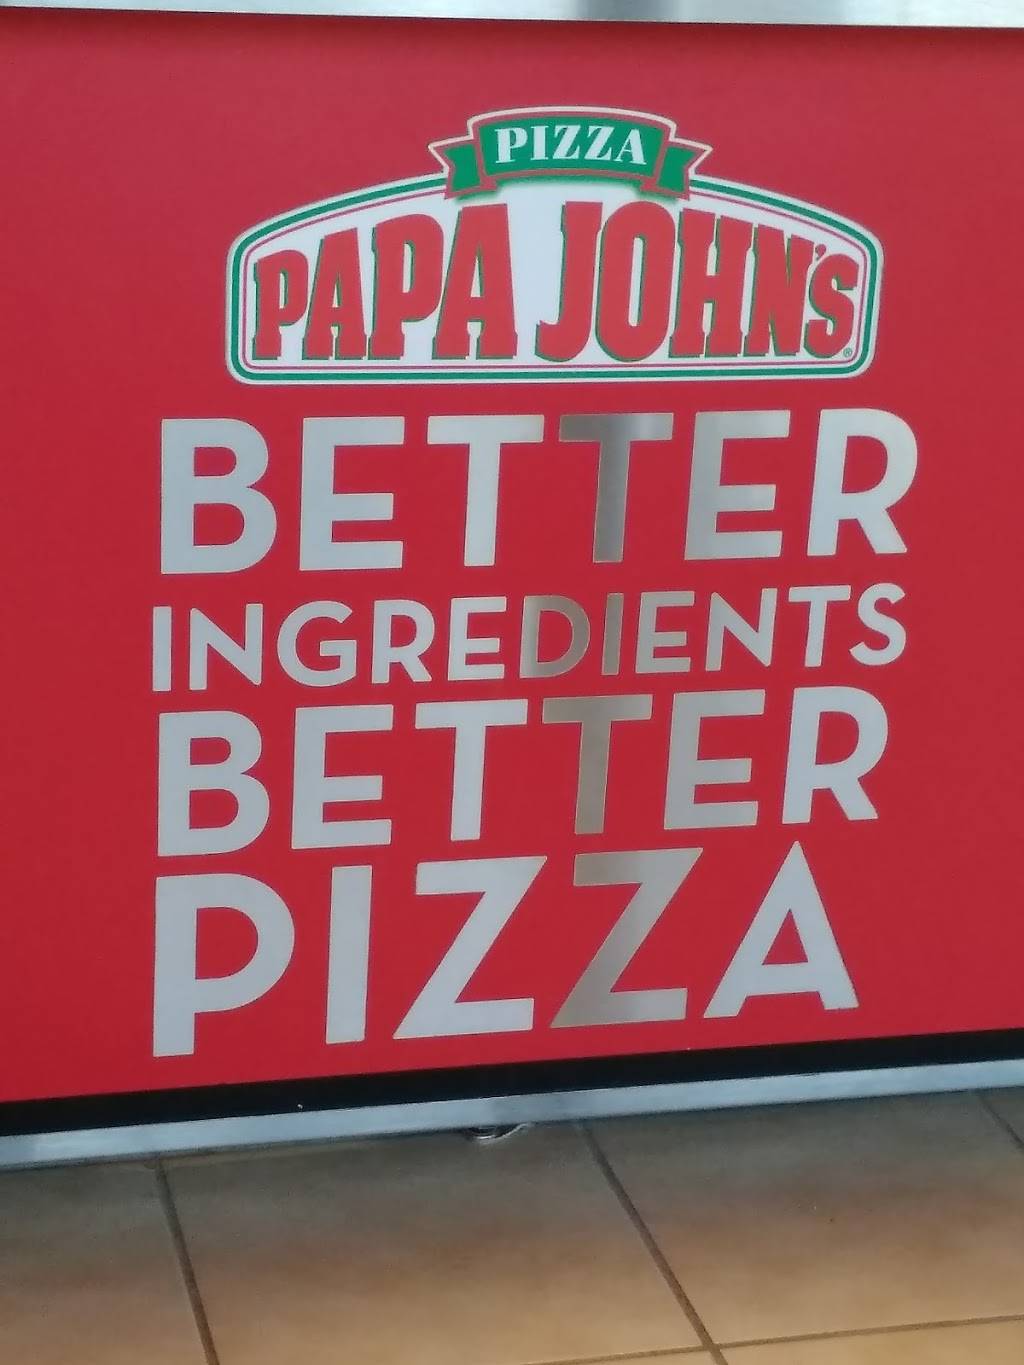 PIZZA
PAPA JOHN'S®
BETTER
INGREDIENTS
BETTER
PIZZA